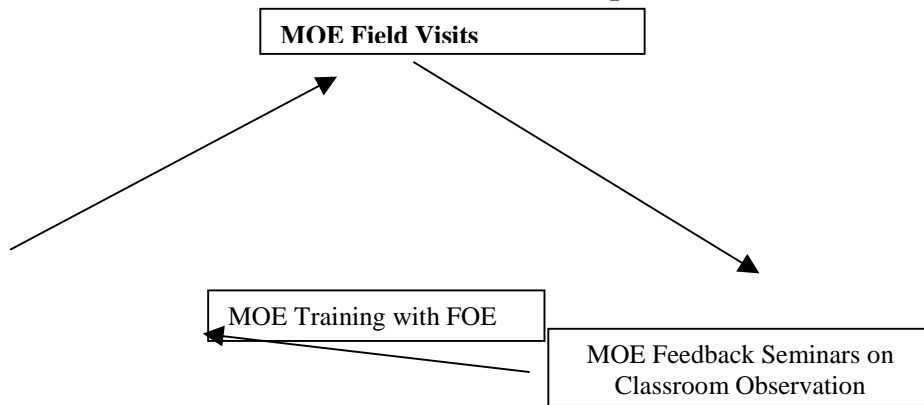 MOE Field Visits
MOE Training with FOE
MOE Feedback Seminars on
Classroom Observation